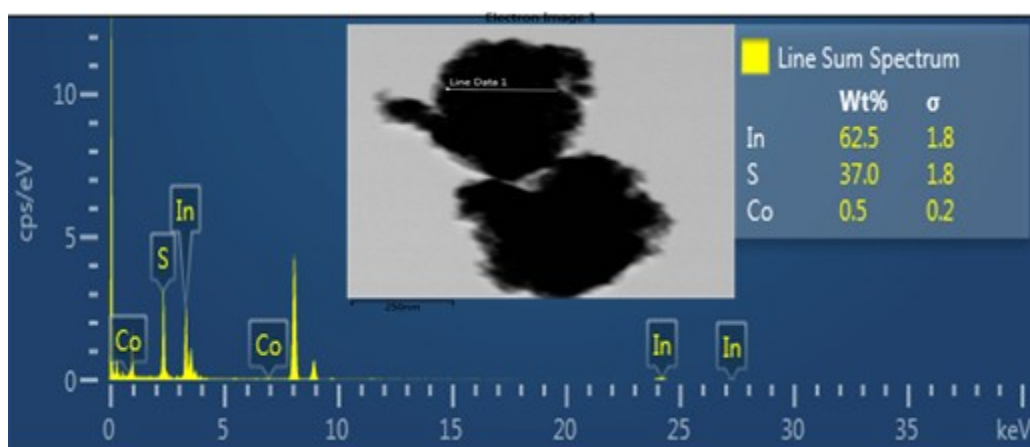 Electron Image 1
Line Data 1
250nm
Line Sum Spectrum
Wt% σ
In 62.5 1.8
S 37.0 1.8
Co 0.5 0.2
cps/eV
10
5
0
Co
S
In
Co
In
In
0 5 10 15 20 25 30 35 keV